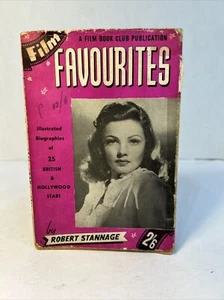 Film
A FILM BOOK CLUB PUBLICATION
FAVOURITES
Illustrated
Biographies
of
25
BRITISH
&
HOLLYWOOD
STARS
by
ROBERT STANNAGE
2/6